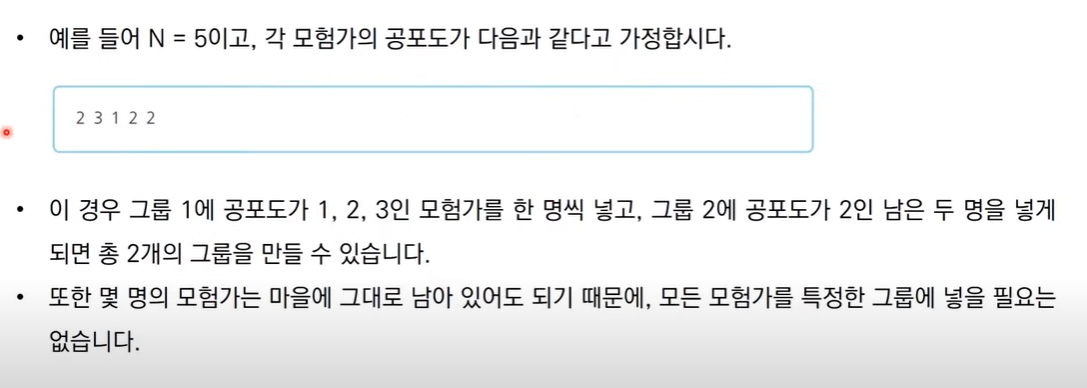 • 예를 들어 N = 5이고, 각 모험가의 공포도가 다음과 같다고 가정합시다.
2 3 1 2 2
• 이 경우 그룹 1에 공포도가 1, 2, 3인 모험가를 한 명씩 넣고, 그룹 2에 공포도가 2인 남은 두 명을 넣게
되면 총 2개의 그룹을 만들 수 있습니다.
• 또한 몇 명의 모험가는 마을에 그대로 남아 있어도 되기 때문에, 모든 모험가를 특정한 그룹에 넣을 필요는
없습니다.